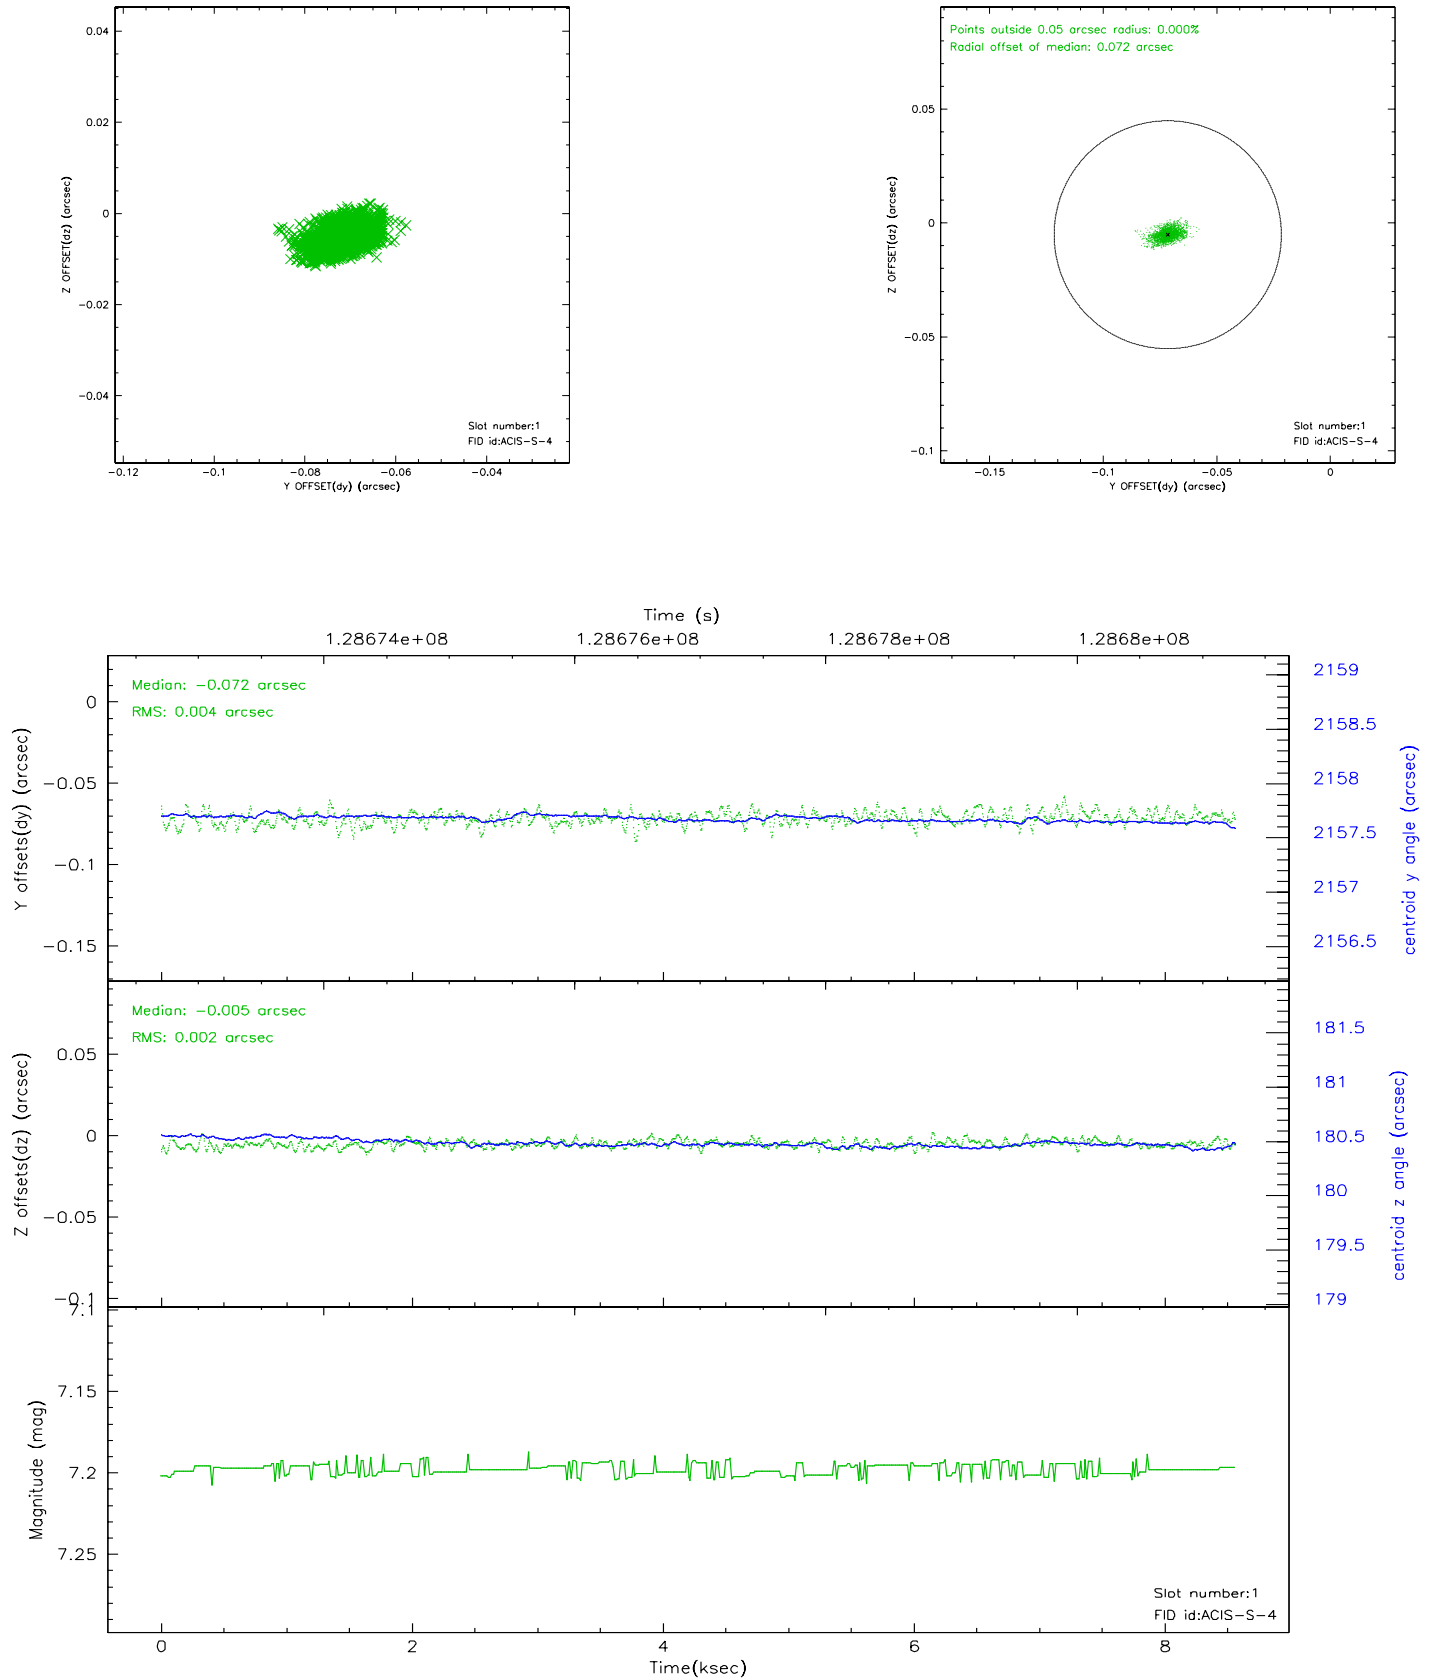 0.04
0.02
0
-0.02
-0.04
Z OFFSET(dz) (arcsec)
Slot number:1
FID id:ACIS-S-4
-0.12
-0.1
-0.08
-0.06
-0.04
Y OFFSET(dy) (arcsec)
Points outside 0.05 arcsec radius: 0.000%
Radial offset of median: 0.072 arcsec
0.05
0
-0.05
-0.1
Z OFFSET(dz) (arcsec)
Slot number:1
FID id:ACIS-S-4
-0.15
-0.1
-0.05
0
Y OFFSET(dy) (arcsec)
Time (s)
1.28674e+08
1.28676e+08
1.28678e+08
1.2868e+08
Median: -0.072 arcsec
RMS: 0.004 arcsec
0
-0.05
-0.1
-0.15
Y offsets(dy) (arcsec)
2159
2158.5
2158
2157.5
2157
2156.5
centroid y angle (arcsec)
Median: -0.005 arcsec
RMS: 0.002 arcsec
0.05
0
-0.05
-0.1
Z offsets(dz) (arcsec)
181.5
181
180.5
180
179.5
179
centroid z angle (arcsec)
7.1
7.15
7.2
7.25
Magnitude (mag)
Slot number:1
FID id:ACIS-S-4
0
2
4
6
8
Time(ksec)